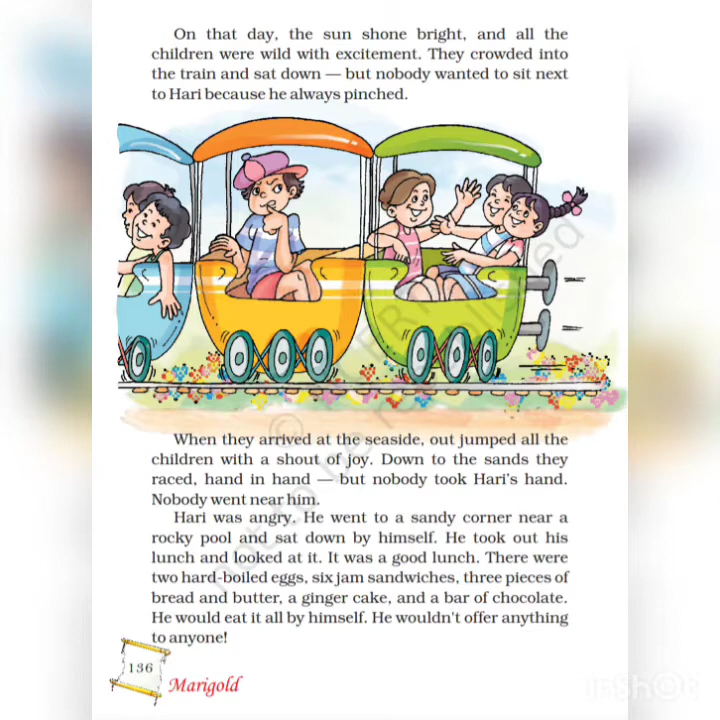 On that day, the sun shone bright, and all the
children were wild with excitement. They crowded into
the train and sat down — but nobody wanted to sit next
to Hari because he always pinched.
When they arrived at the seaside, out jumped all the
children with a shout of joy. Down to the sands they
raced, hand in hand — but nobody took Hari's hand.
Nobody went near him.
Hari was angry. He went to a sandy corner near a
rocky pool and sat down by himself. He took out his
lunch and looked at it. It was a good lunch. There were
two hard-boiled eggs, six jam sandwiches, three pieces of
bread and butter, a ginger cake, and a bar of chocolate.
He would eat it all by himself. He wouldn't offer anything
to anyone!
136
Marigold